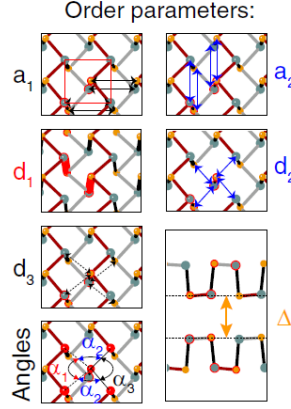 Order parameters:
a₁
a₂
d₁
d₂
d₃
Δ
Angles
α₂
α₁
α₃
α₂